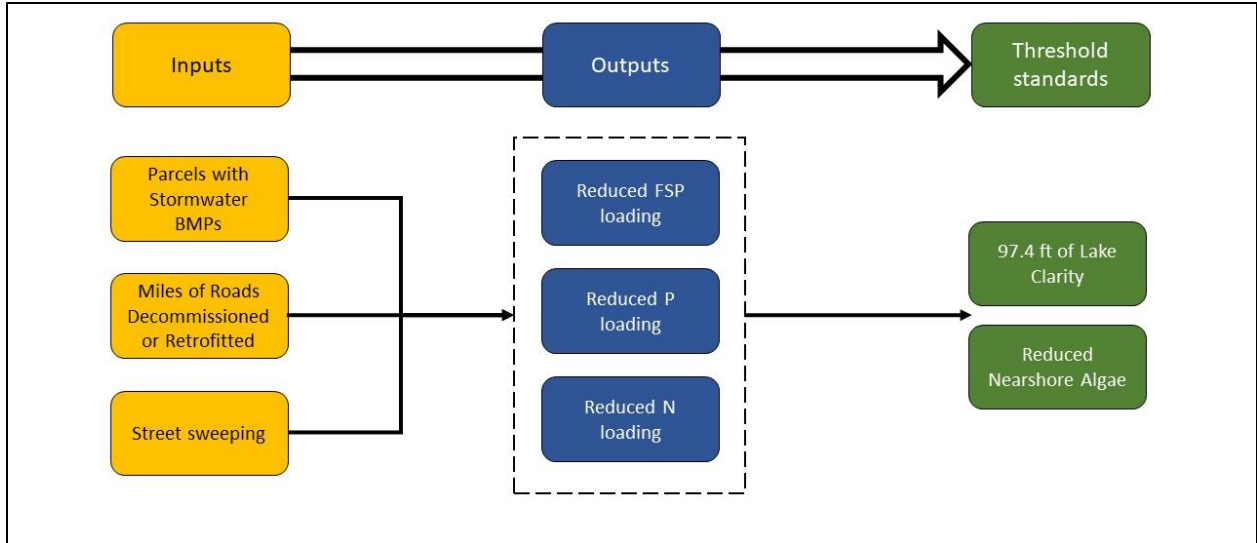 Inputs
Outputs
Threshold
standards
Parcels with
Stormwater
BMPs
Miles of Roads
Decommissioned
or Retrofitted
Street sweeping
Reduced FSP
loading
Reduced P
loading
Reduced N
loading
97.4 ft of Lake
Clarity
Reduced
Nearshore Algae